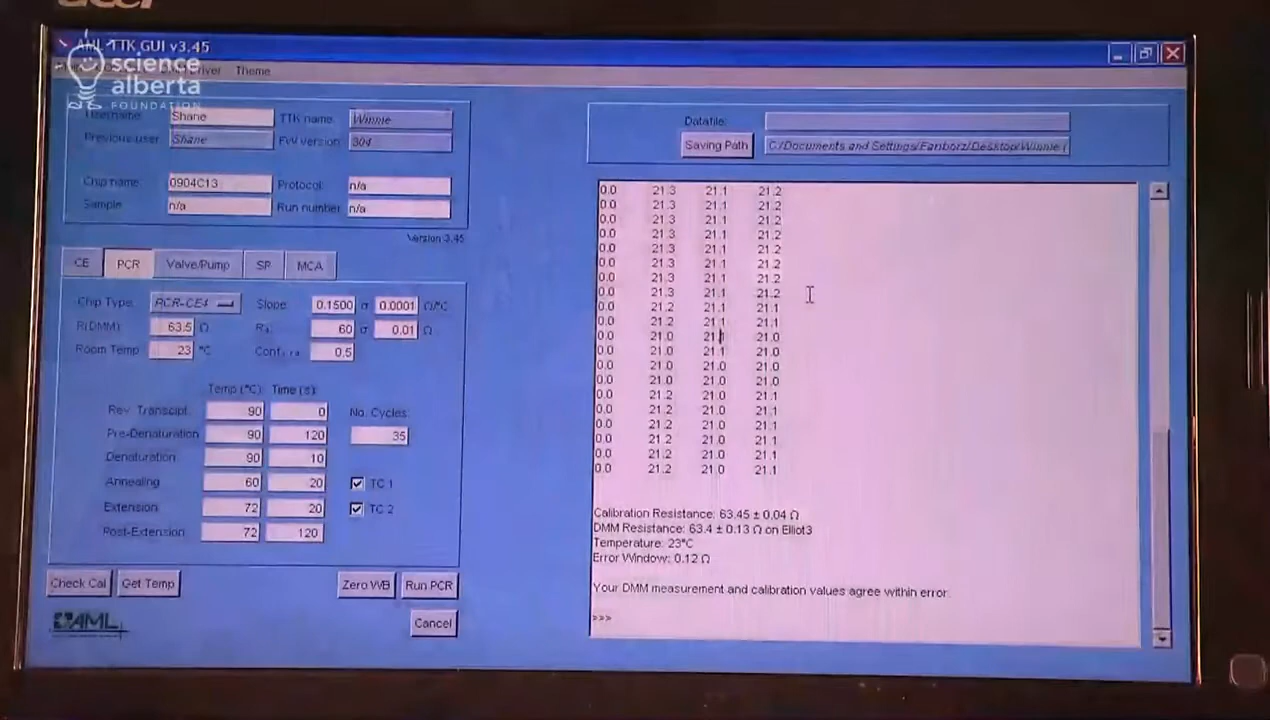 acer
AML TTK GUI v3.45
science
alberta
FOUNDATION
Driver Theme
Username: Shane TTK name: Winnie
Previous user: Shane FW version: 304
Chip name: 0904C13 Protocol: n/a
Sample: n/a Run number: n/a
Version 3.45
Datafile:
Saving Path C:/Documents and Settings/Fariborz/Desktop/Winnie (
CE PCR Valve/Pump SP MCA
Chip Type: PCR-CE4 Slope: 0.1500 σ 0.0001 Ω/°C
R(DMM) 63.5 Ω 60 σ 0.01 Ω
Room Temp 23 °C 0.5
Temp (°C) Time (s)
Rev. Transcipt. 90 0 No. Cycles:
Pre-Denaturation 90 120 35
Denaturation 90 10
Annealing 60 20 TC 1
Extension 72 20 TC 2
Post-Extension 72 120
Check Cal Get Temp Zero WB Run PCR
AML Cancel
0.0 21.3 21.1 21.2
0.0 21.3 21.1 21.2
0.0 21.3 21.1 21.2
0.0 21.3 21.1 21.2
0.0 21.3 21.1 21.2
0.0 21.3 21.1 21.2
0.0 21.3 21.1 21.2
0.0 21.3 21.1 21.2
0.0 21.2 21.1 21.1
0.0 21.2 21.1 21.1
0.0 21.0 21.0
0.0 21.0 21.1 21.0
0.0 21.0 21.0 21.0
0.0 21.0 21.0 21.0
0.0 21.2 21.0 21.1
0.0 21.2 21.0 21.1
0.0 21.2 21.0 21.1
0.0 21.2 21.0 21.1
0.0 21.2 21.0 21.1
0.0 21.2 21.0 21.1
Calibration Resistance: 63.45 ± 0.04 Ω
DMM Resistance: 63.4 ± 0.13 Ω on Elliot3
Temperature: 23°C
Error Window: 0.12 Ω
Your DMM measurement and calibration values agree within error.
>>>